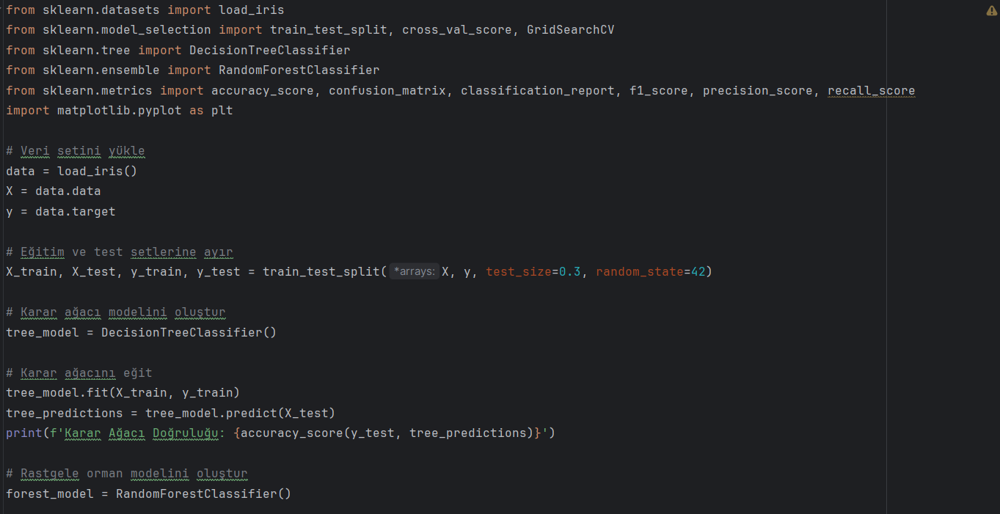 from sklearn.datasets import load_iris
from sklearn.model_selection import train_test_split, cross_val_score, GridSearchCV
from sklearn.tree import DecisionTreeClassifier
from sklearn.ensemble import RandomForestClassifier
from sklearn.metrics import accuracy_score, confusion_matrix, classification_report, f1_score, precision_score, recall_score
import matplotlib.pyplot as plt
# Veri setini yükle
data = load_iris()
X = data.data
y = data.target
# Eğitim ve test setlerine ayır
X_train, X_test, y_train, y_test = train_test_split( *arrays: X, y, test_size=0.3, random_state=42)
# Karar ağacı modelini oluştur
tree_model = DecisionTreeClassifier()
# Karar ağacını eğit
tree_model.fit(X_train, y_train)
tree_predictions = tree_model.predict(X_test)
print(f'Karar Ağacı Doğruluğu: {accuracy_score(y_test, tree_predictions)}')
# Rastgele orman modelini oluştur
forest_model = RandomForestClassifier()